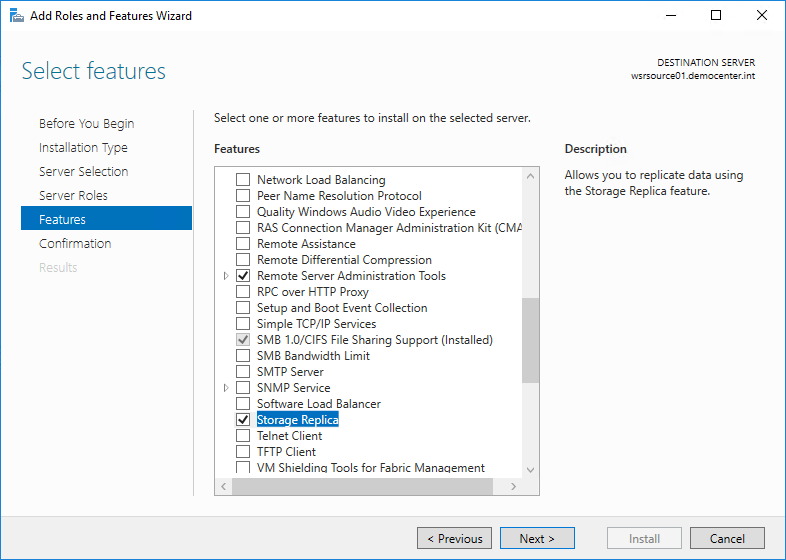 Add Roles and Features Wizard
Select features
DESTINATION SERVER
wsrsource01.democenter.int
Before You Begin
Installation Type
Server Selection
Server Roles
Features
Confirmation
Results
Select one or more features to install on the selected server.
Features
Network Load Balancing
Peer Name Resolution Protocol
Quality Windows Audio Video Experience
RAS Connection Manager Administration Kit (CMA
Remote Assistance
Remote Differential Compression
Remote Server Administration Tools
RPC over HTTP Proxy
Setup and Boot Event Collection
Simple TCP/IP Services
SMB 1.0/CIFS File Sharing Support (Installed)
SMB Bandwidth Limit
SMTP Server
SNMP Service
Software Load Balancer
Storage Replica
Telnet Client
TFTP Client
VM Shielding Tools for Fabric Management
Description
Allows you to replicate data using
the Storage Replica feature.
< Previous
Next >
Install
Cancel